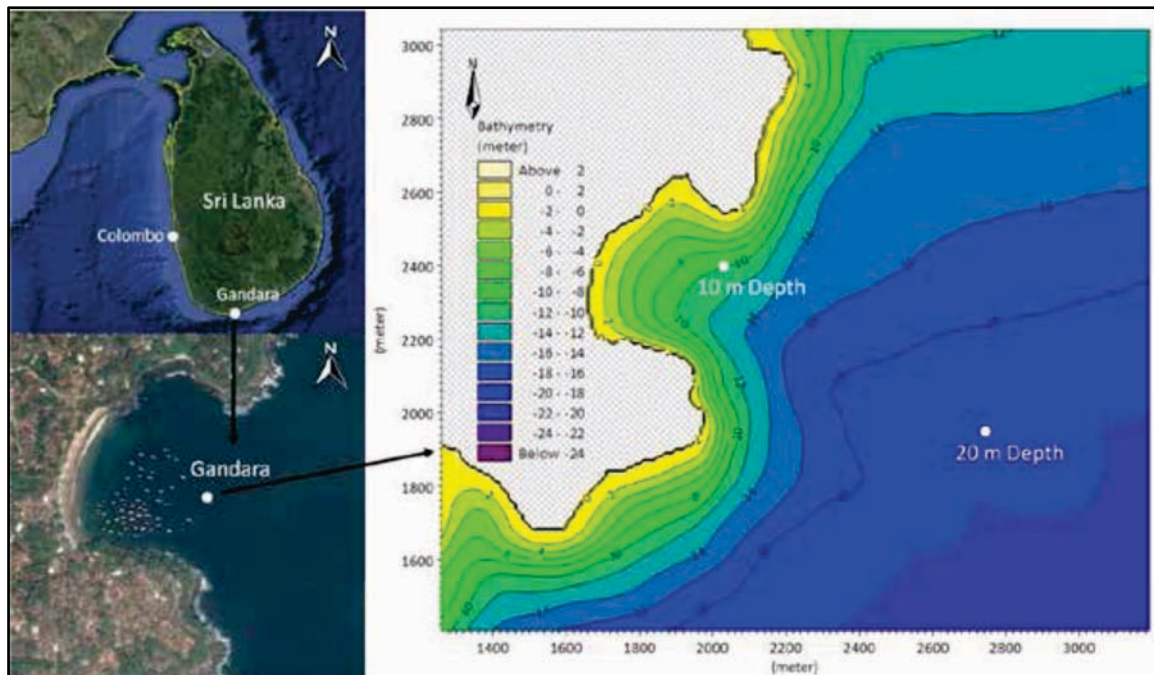 N
Sri Lanka
Colombo
Gandara
N
Gandara
N
Bathymetry
(meter)
Above 2
0 - 2
-2 - 0
-4 - -2
-6 - -4
-8 - -6
-10 - -8
-12 - -10
-14 - -12
-16 - -14
-18 - -16
-20 - -18
-22 - -20
-24 - -22
Below -24
3000
2800
2600
2400
2200
2000
1800
1600
(meter)
10 m Depth
20 m Depth
1400 1600 1800 2000 2200 2400 2600 2800 3000
(meter)